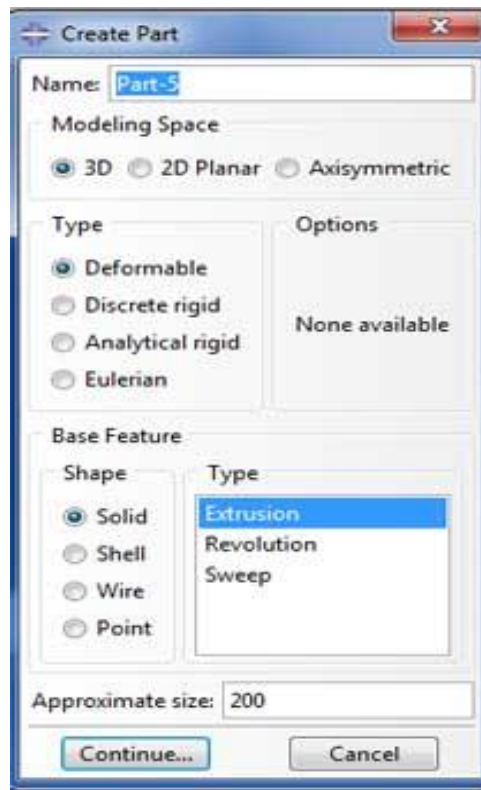 Create Part
Name: Part-5
Modeling Space
3D 2D Planar Axisymmetric
Type
Options
Deformable
Discrete rigid
Analytical rigid
Eulerian
None available
Base Feature
Shape
Type
Solid
Shell
Wire
Point
Extrusion
Revolution
Sweep
Approximate size: 200
Continue... Cancel